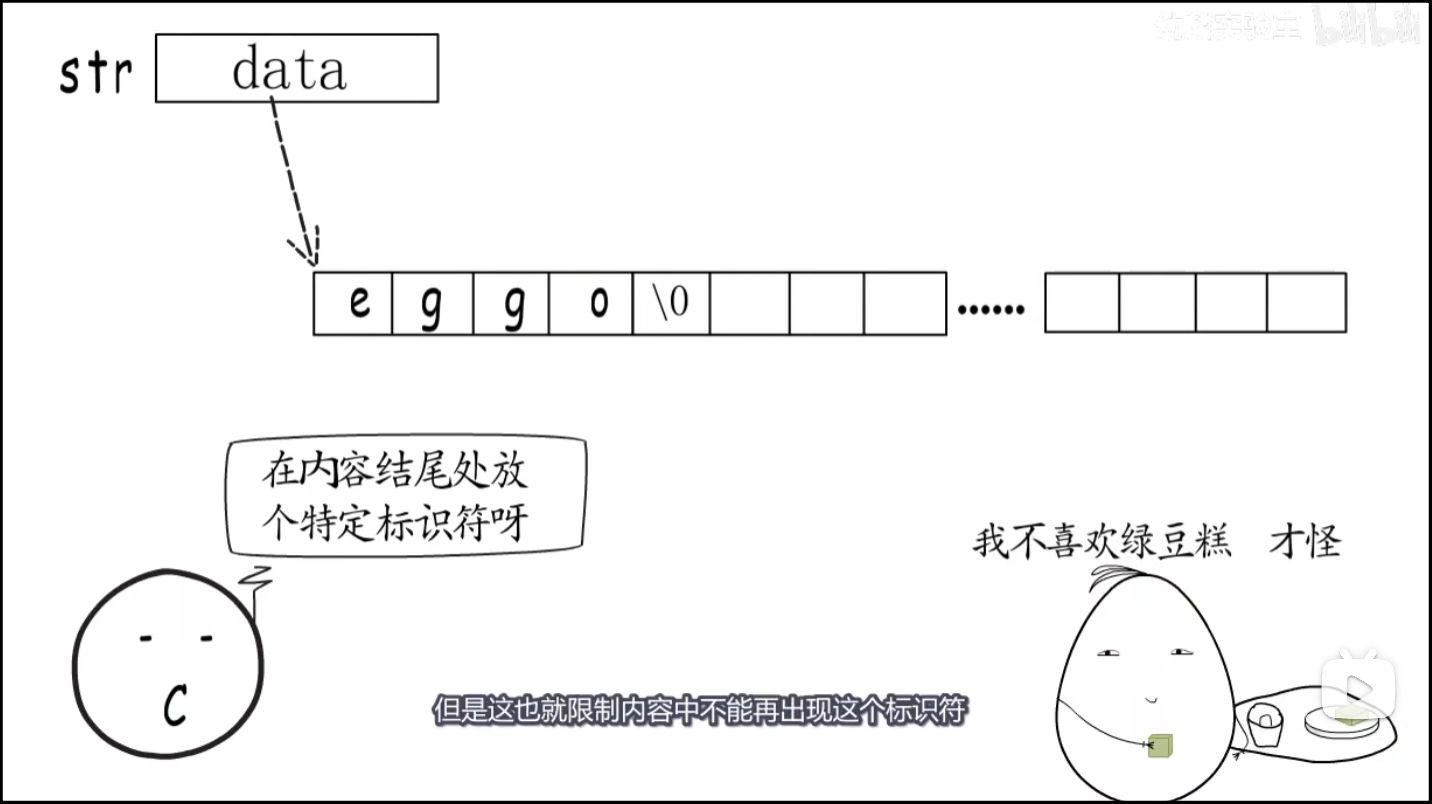 bilibili
str data
e g g o \0
......
在内容结尾处放
个特定标识符呀
我不喜欢绿豆糕 才怪
C
但是这也就限制内容中不能再出现这个标识符